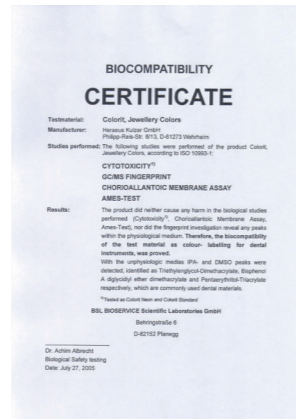 BIOCOMPATIBILITY
CERTIFICATE
Testmaterial: Colorit, Jewellery Colors
Manufacturer: Heraeus Kulzer GmbH
Philipp-Reis-Str. 8/13, D-61273 Wehrheim
Studies performed: The following studies were performed of the product Colorit,
Jewellery Colors, according to ISO 10993-1:
CYTOTOXICITY*)
GC/MS FINGERPRINT
CHORIOALLANTOIC MEMBRANE ASSAY
AMES-TEST
Results: The product did neither cause any harm in the biological studies
performed (Cytotoxicity*), Chorioallantoic Membrane Assay,
Ames-Test), nor did the fingerprint investigation reveal any peaks
within the physiological medium. Therefore, the biocompatibility
of the test material as colour- labelling for dental
instruments, was proved.
With the unphysiologic medias IPA- and DMSO peaks were
detected, identified as Triethylenglycol-Dimethacrylate, Bisphenol
A diglycidyl ether dimethacrylate and Pentaerythritol-Triacrylate
respectively, which are commonly used dental materials.
*) Tested as Colorit Neon and Colorit Standard
BSL BIOSERVICE Scientific Laboratories GmbH
Behringstraße 6
D-82152 Planegg
Dr. Achim Albrecht
Biological Safety testing
Date: July 27, 2005